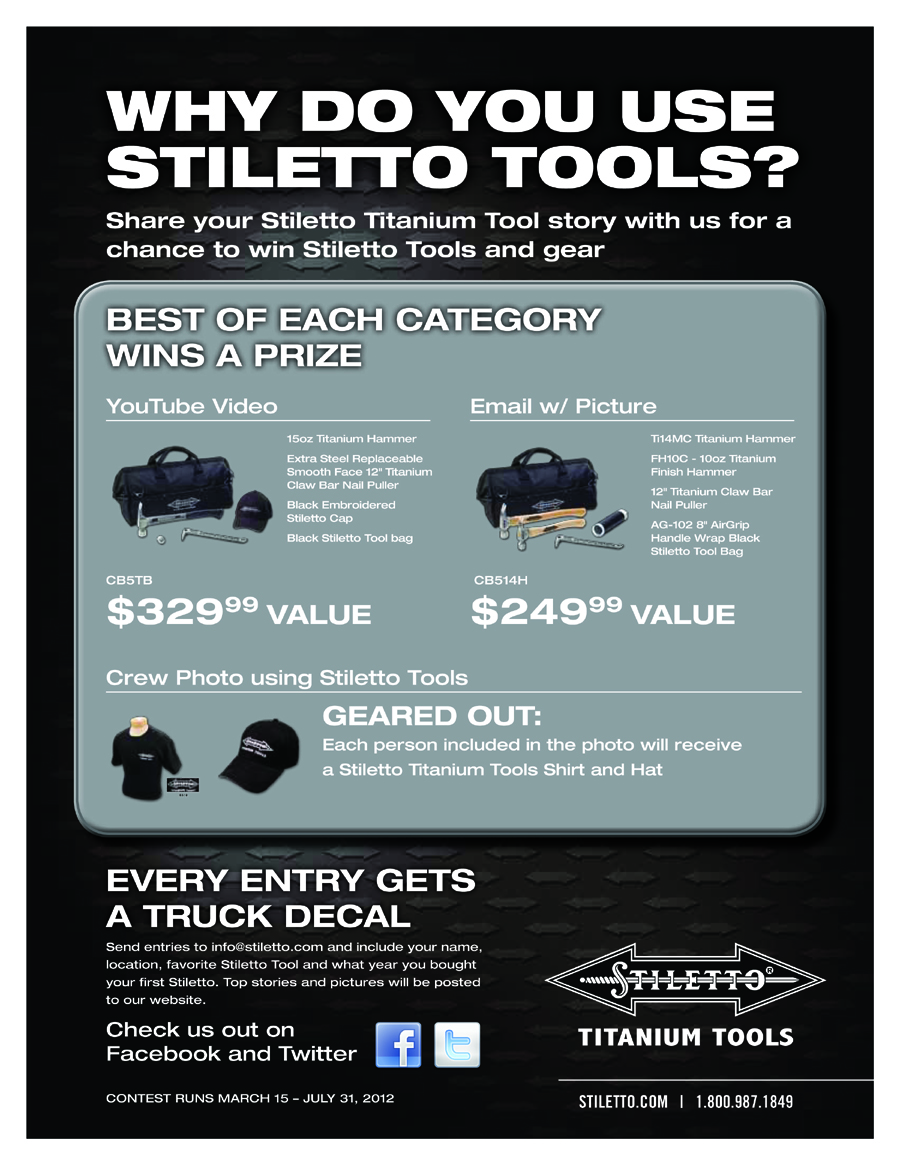 WHY DO YOU USE
STILETTO TOOLS?
Share your Stiletto Titanium Tool story with us for a
chance to win Stiletto Tools and gear
BEST OF EACH CATEGORY
WINS A PRIZE
YouTube Video
15oz Titanium Hammer
Extra Steel Replaceable
Smooth Face 12" Titanium
Claw Bar Nail Puller
Black Embroidered
Stiletto Cap
Black Stiletto Tool bag
CB5TB
$329⁹⁹ VALUE
Email w/ Picture
Ti14MC Titanium Hammer
FH10C - 10oz Titanium
Finish Hammer
12" Titanium Claw Bar
Nail Puller
AG-102 8" AirGrip
Handle Wrap Black
Stiletto Tool Bag
CB514H
$249⁹⁹ VALUE
Crew Photo using Stiletto Tools
GEARED OUT:
Each person included in the photo will receive
a Stiletto Titanium Tools Shirt and Hat
EVERY ENTRY GETS
A TRUCK DECAL
Send entries to info@stiletto.com and include your name,
location, favorite Stiletto Tool and what year you bought
your first Stiletto. Top stories and pictures will be posted
to our website.
Check us out on
Facebook and Twitter
CONTEST RUNS MARCH 15 – JULY 31, 2012
STILETTO®
TITANIUM TOOLS
STILETTO.COM | 1.800.987.1849